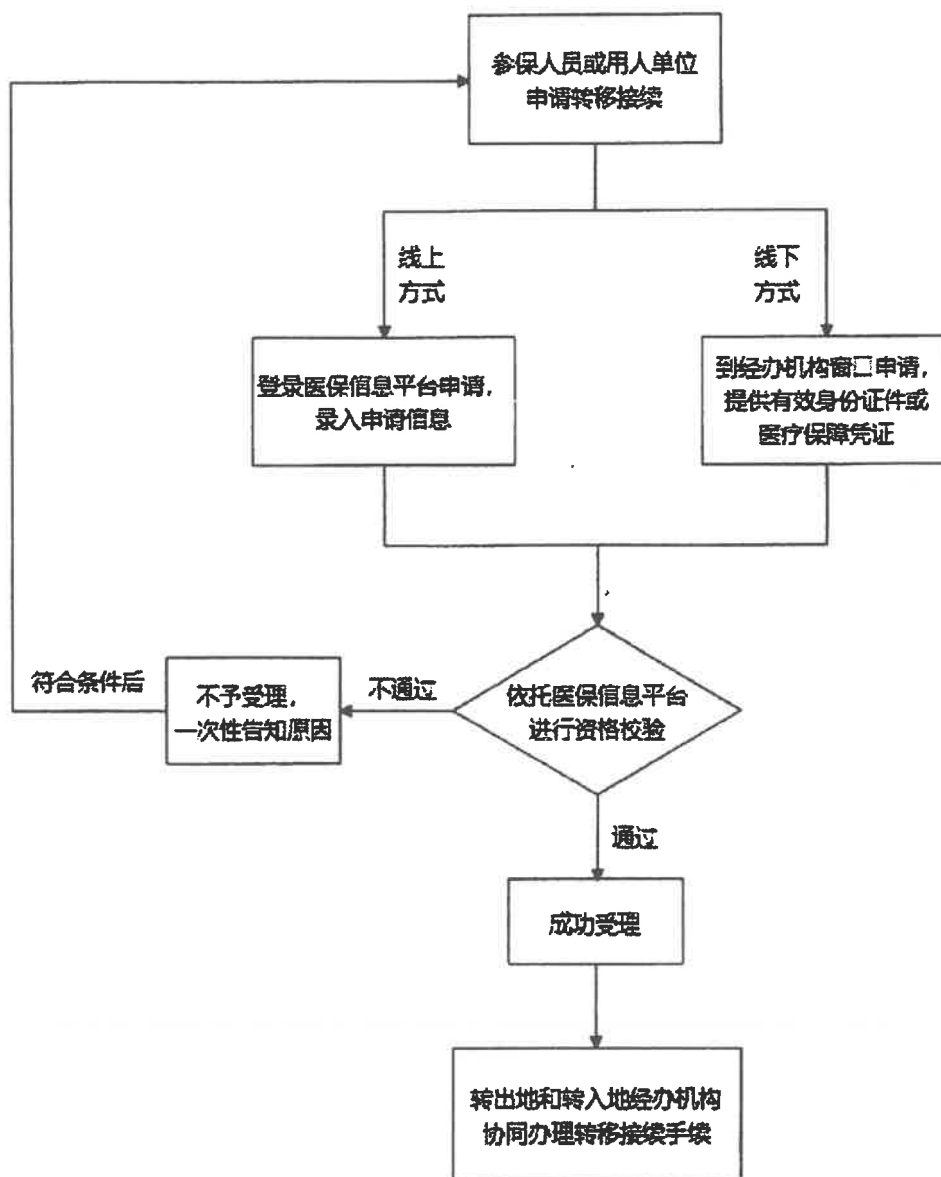 参保人员或用人单位
申请转移接续
线上
方式
线下
方式
登录医保信息平台申请，
录入申请信息
到经办机构窗口申请，
提供有效身份证件或
医疗保障凭证
依托医保信息平台
进行资格校验
不通过
不予受理，
一次性告知原因
符合条件后
通过
成功受理
转出地和转入地经办机构
协同办理转移接续手续